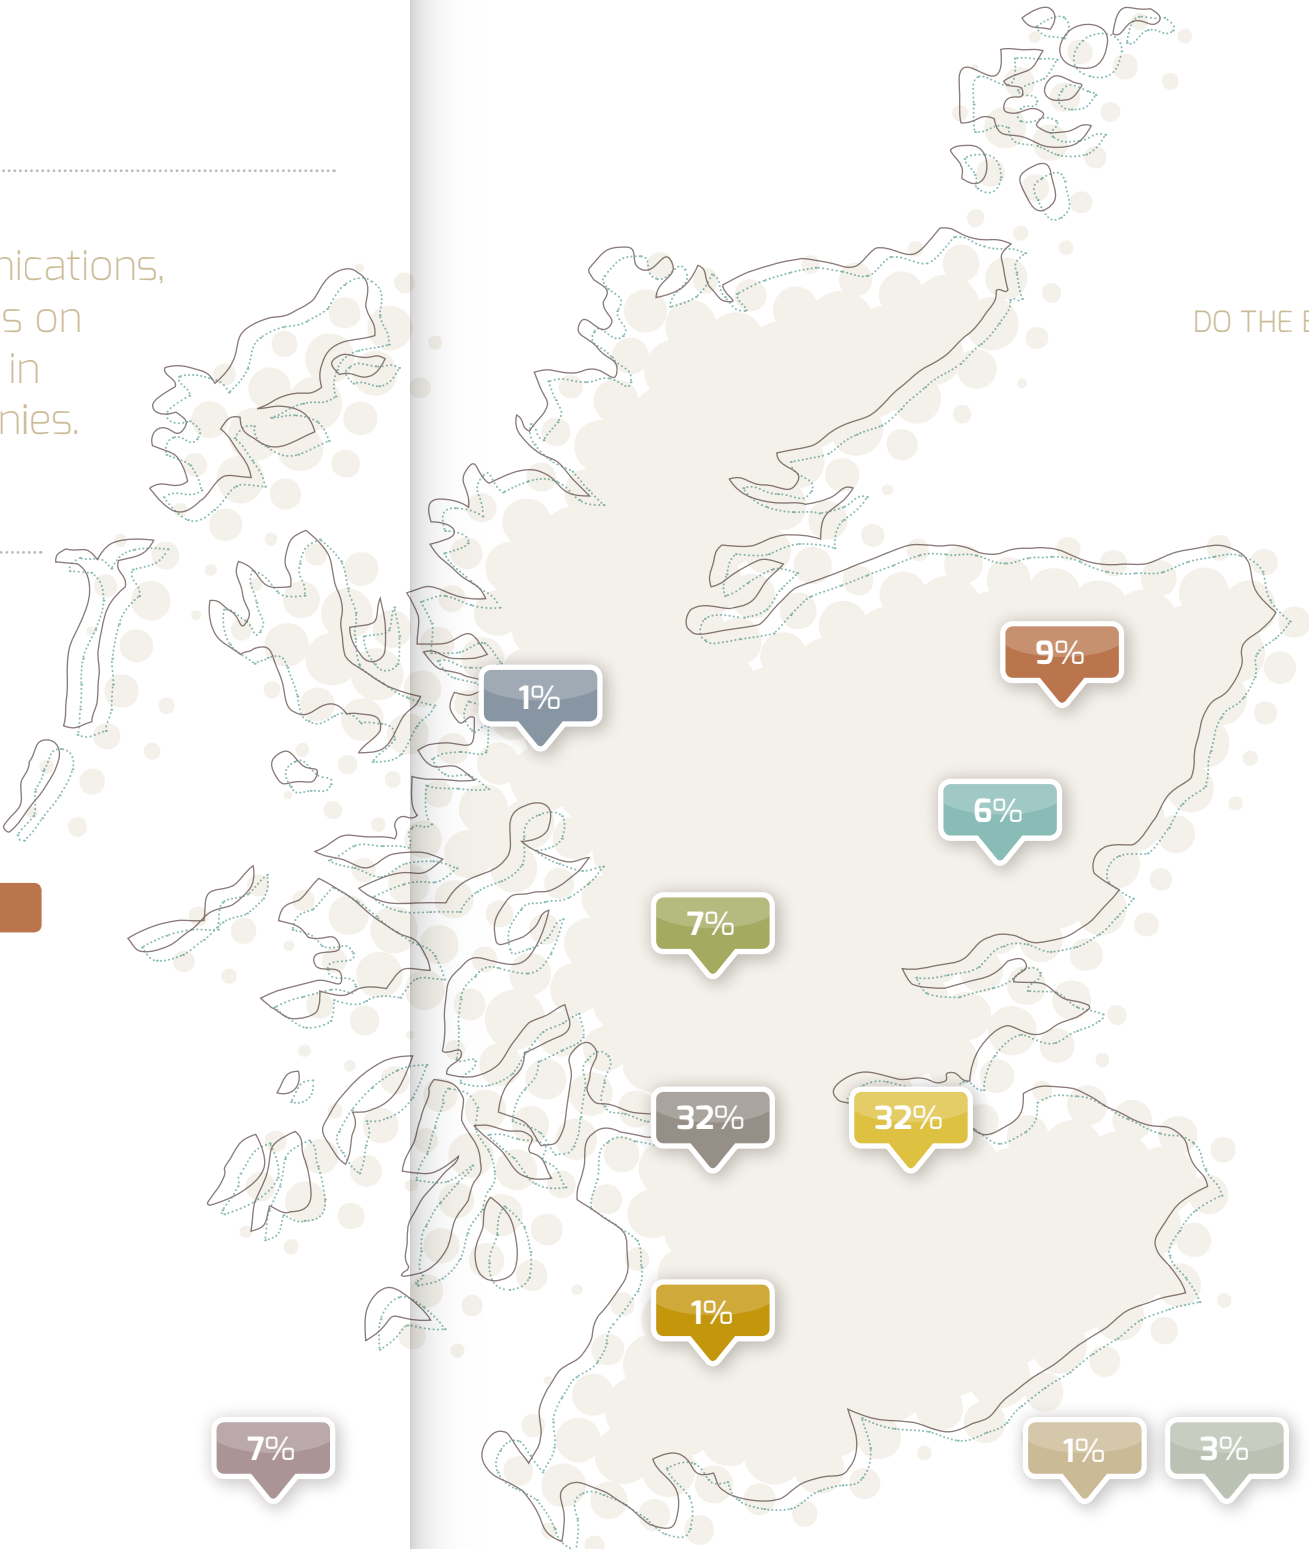 nications,
s on
in
nies.
DO THE E
9%
1%
6%
7%
32%
32%
1%
7%
1%
3%